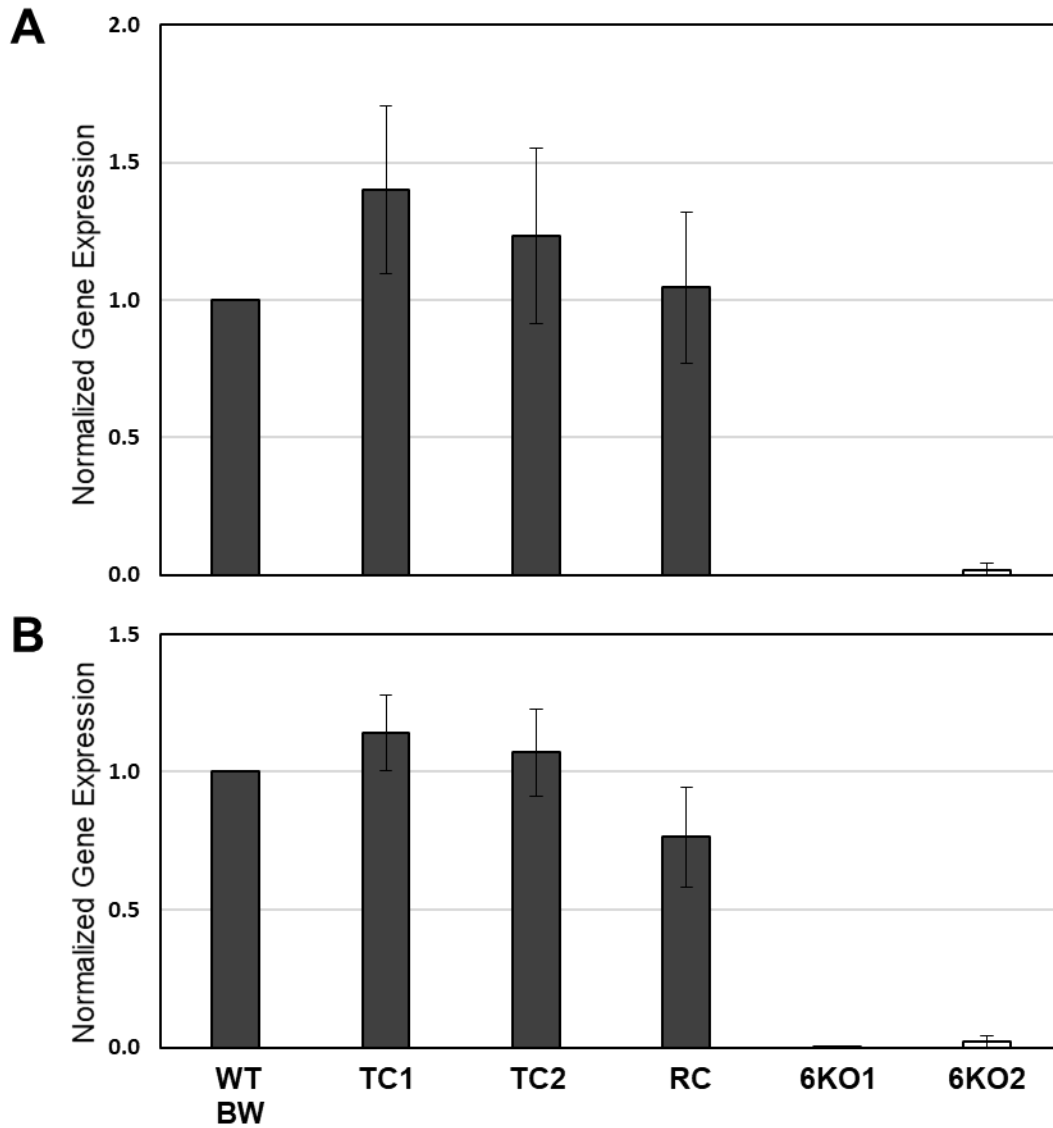 A
Normalized Gene Expression
2.0
1.5
1.0
0.5
0.0
B
Normalized Gene Expression
1.5
1.0
0.5
0.0
WT BW
TC1
TC2
RC
6KO1
6KO2